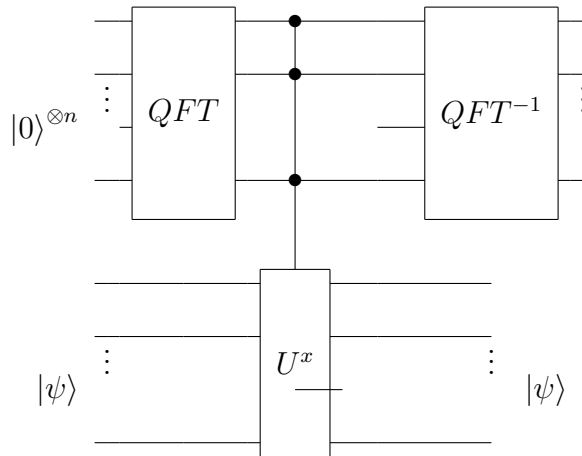 |0⟩^{⊗n} QFT QFT^{-1}
⋮ ⋮
U^x
⋮ ⋮
|ψ⟩ |ψ⟩